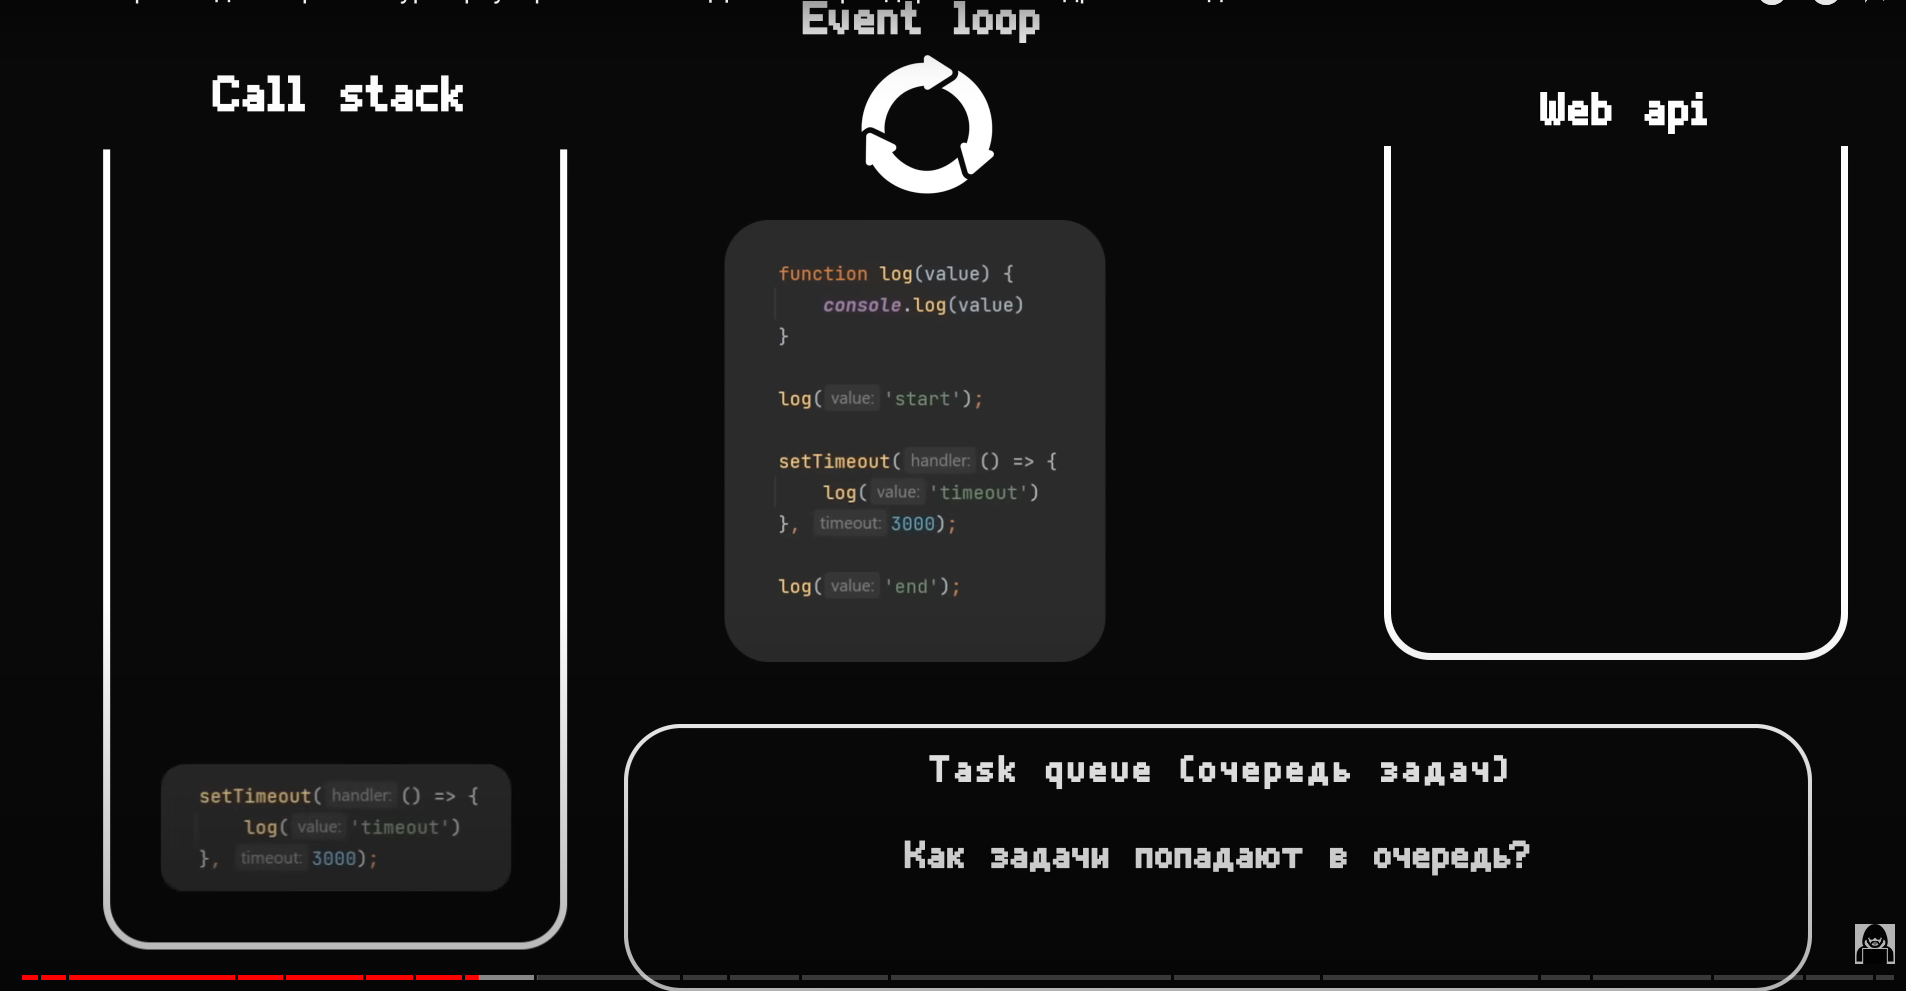 Event loop
Call stack
Web api
function log(value) {
console.log(value)
}
log( value: 'start');
setTimeout( handler: () => {
log( value: 'timeout')
}, timeout: 3000);
log( value: 'end');
setTimeout( handler: () => {
log( value: 'timeout')
}, timeout: 3000);
Task queue (очередь задач)
Как задачи попадают в очередь?